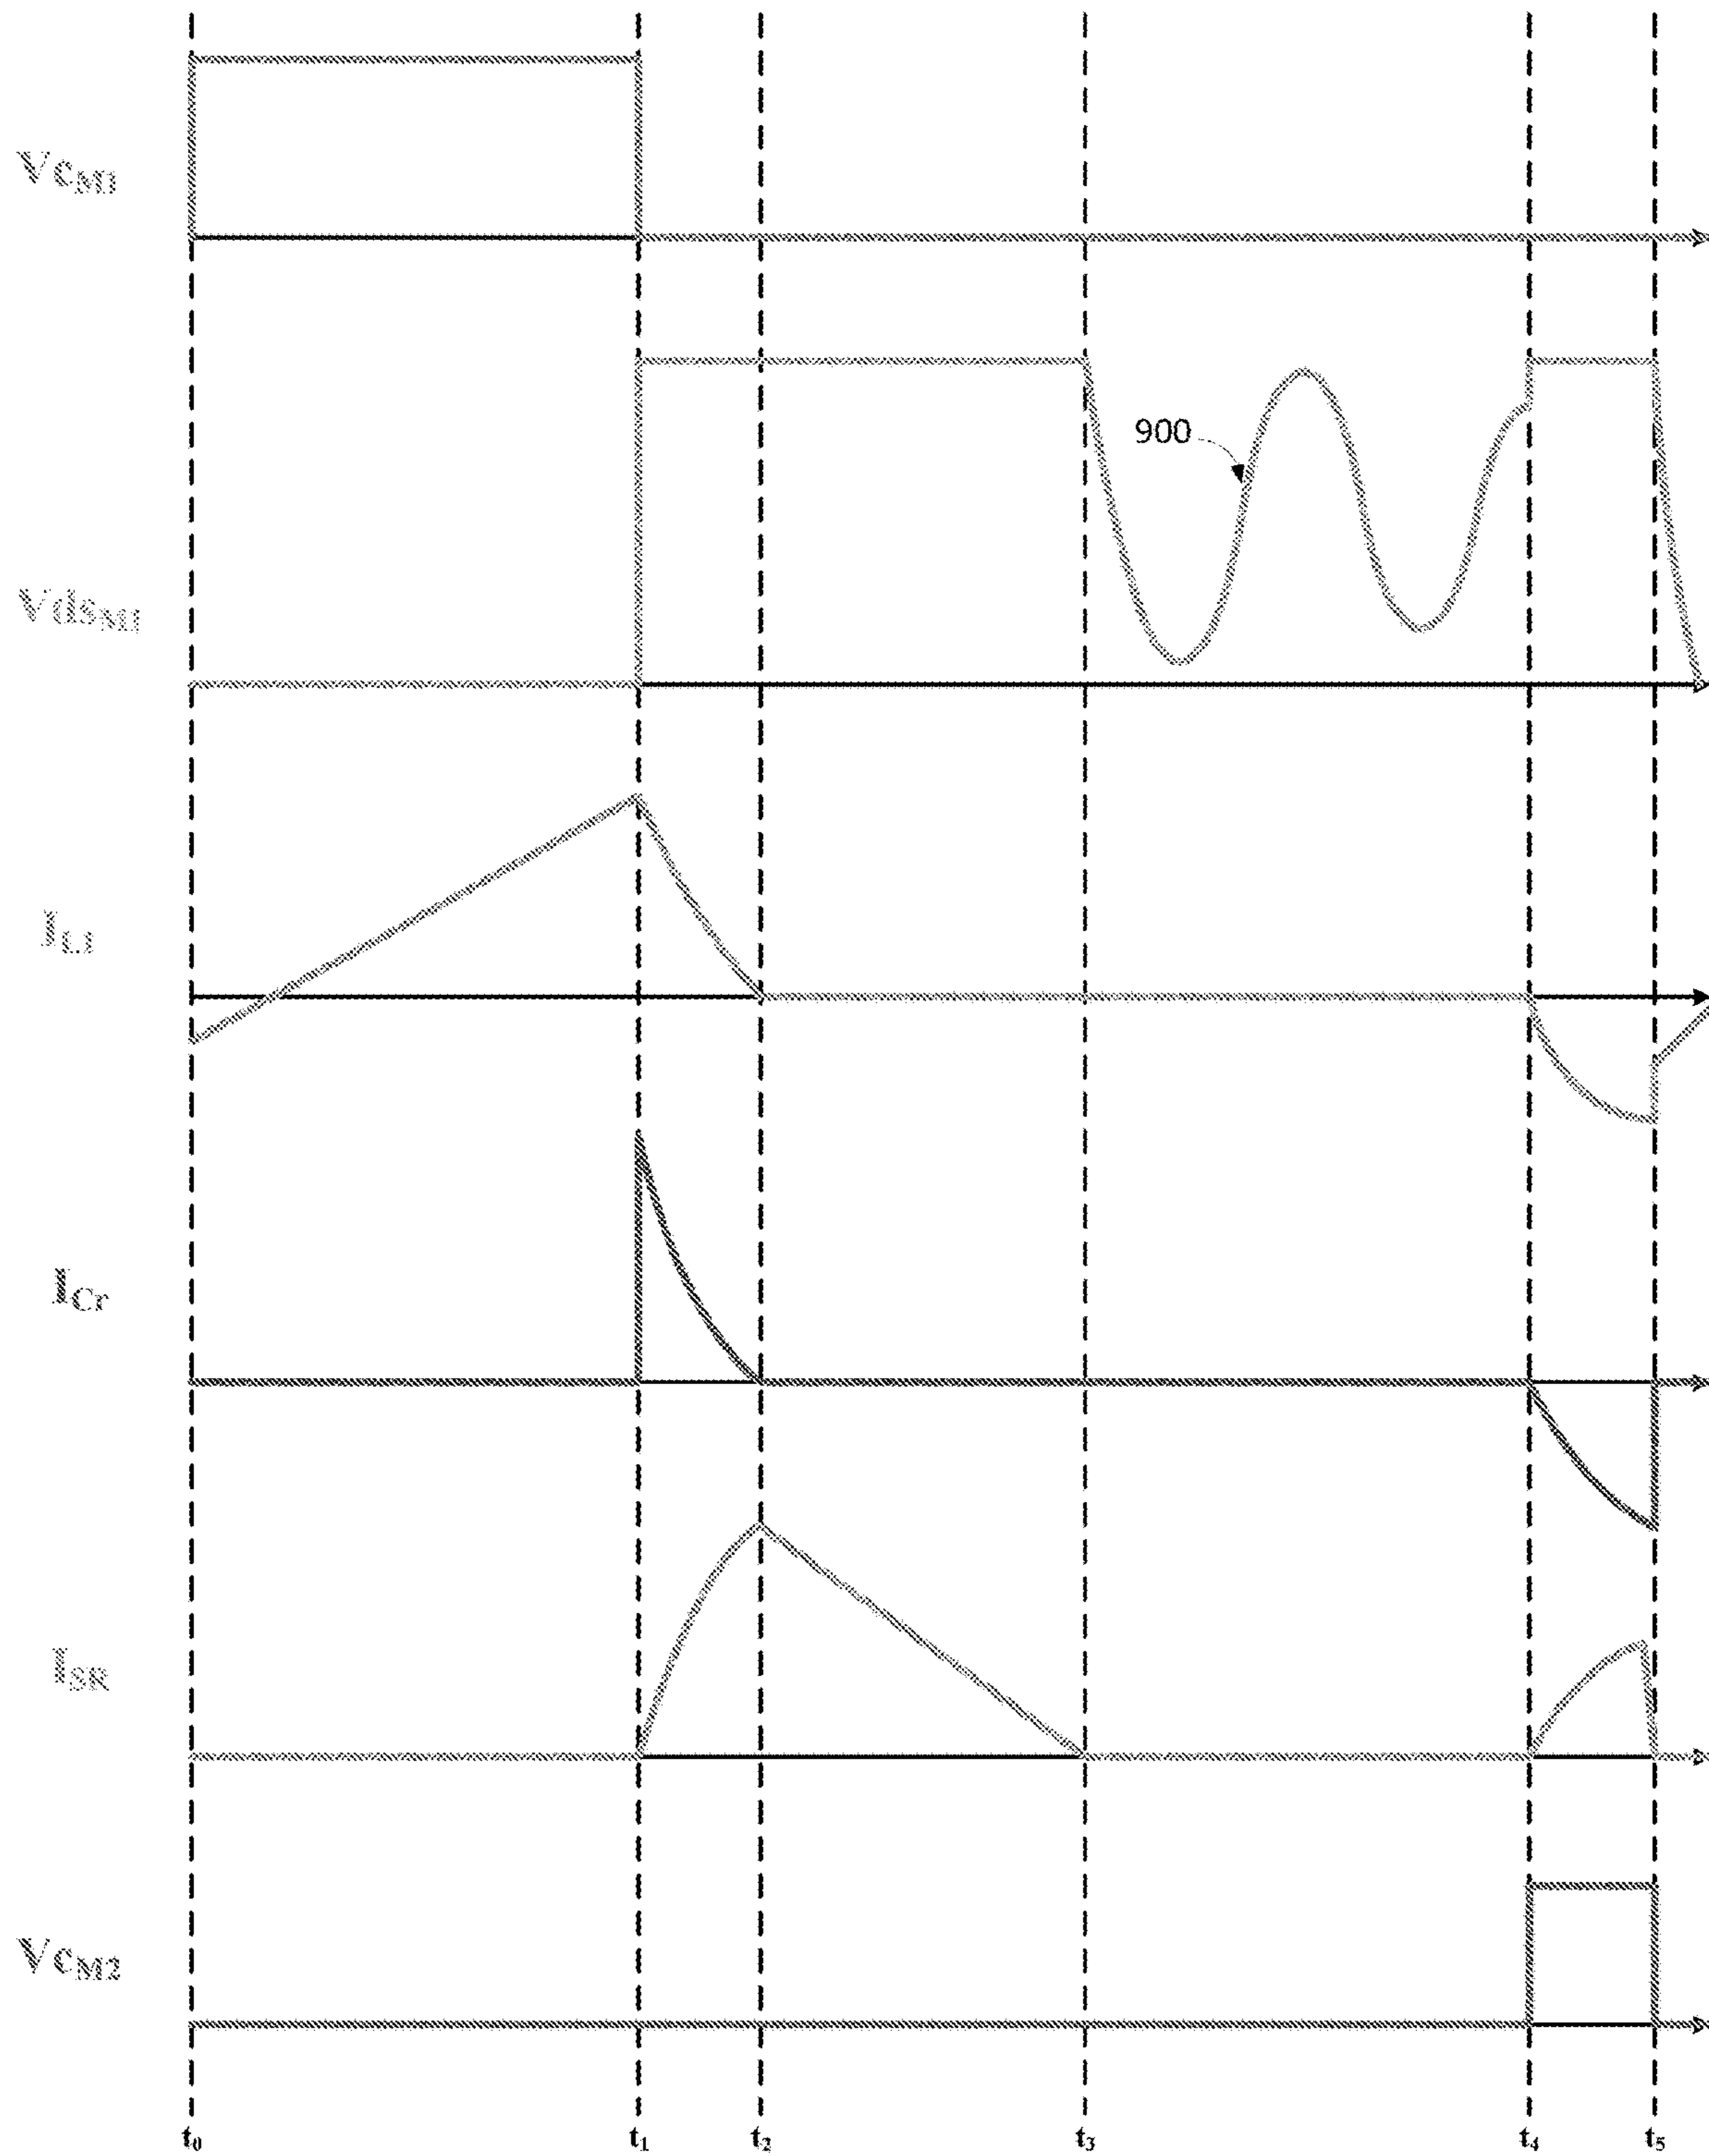 Vc_M1
900
Vds_M1
I_L1
I_Cr
I_SR
Vc_M2
t₀ t₁ t₂ t₃ t₄ t₅